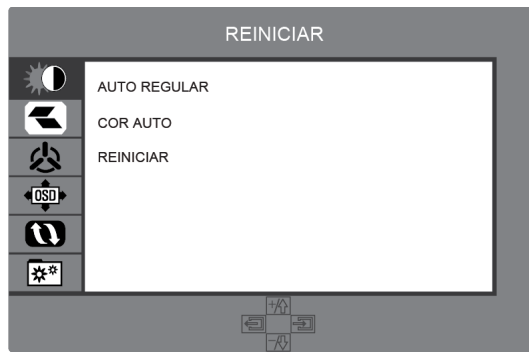 REINICIAR
AUTO REGULAR
COR AUTO
REINICIAR
OSD
+/
-/